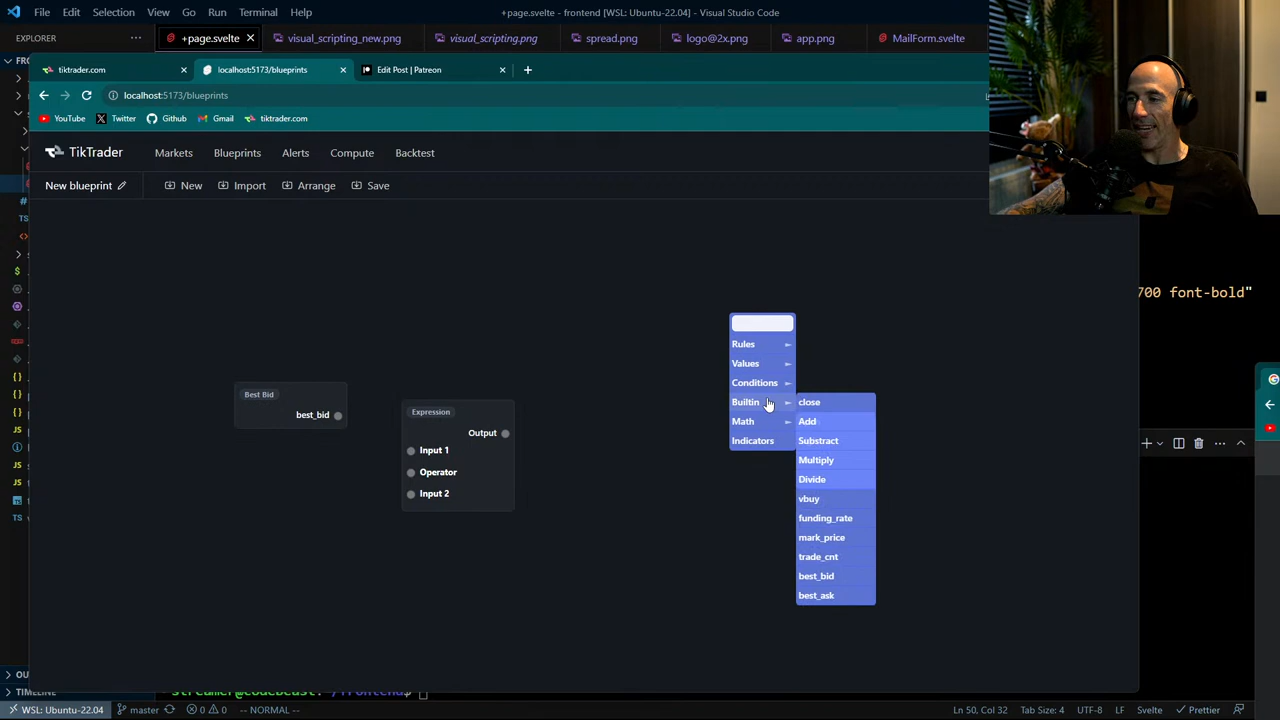 File Edit Selection View Go Run Terminal Help
+page.svelte - frontend [WSL: Ubuntu-22.04] - Visual Studio Code
EXPLORER ··· +page.svelte visual_scripting_new.png visual_scripting.png spread.png logo@2x.png app.png MailForm.svelte
tiktrader.com localhost:5173/blueprints Edit Post | Patreon
localhost:5173/blueprints
YouTube Twitter Github Gmail tiktrader.com
TikTrader Markets Blueprints Alerts Compute Backtest
New blueprint New Import Arrange Save
700 font-bold"
Rules
Values
Conditions
Builtin
Math
Indicators
close
Add
Substract
Multiply
Divide
vbuy
funding_rate
mark_price
trade_cnt
best_bid
best_ask
Best Bid
best_bid
Expression
Output
Input 1
Operator
Input 2
TIMELINE
WSL: Ubuntu-22.04 master 0 0 -- NORMAL --
Ln 50, Col 32 Tab Size: 4 UTF-8 LF Svelte Prettier